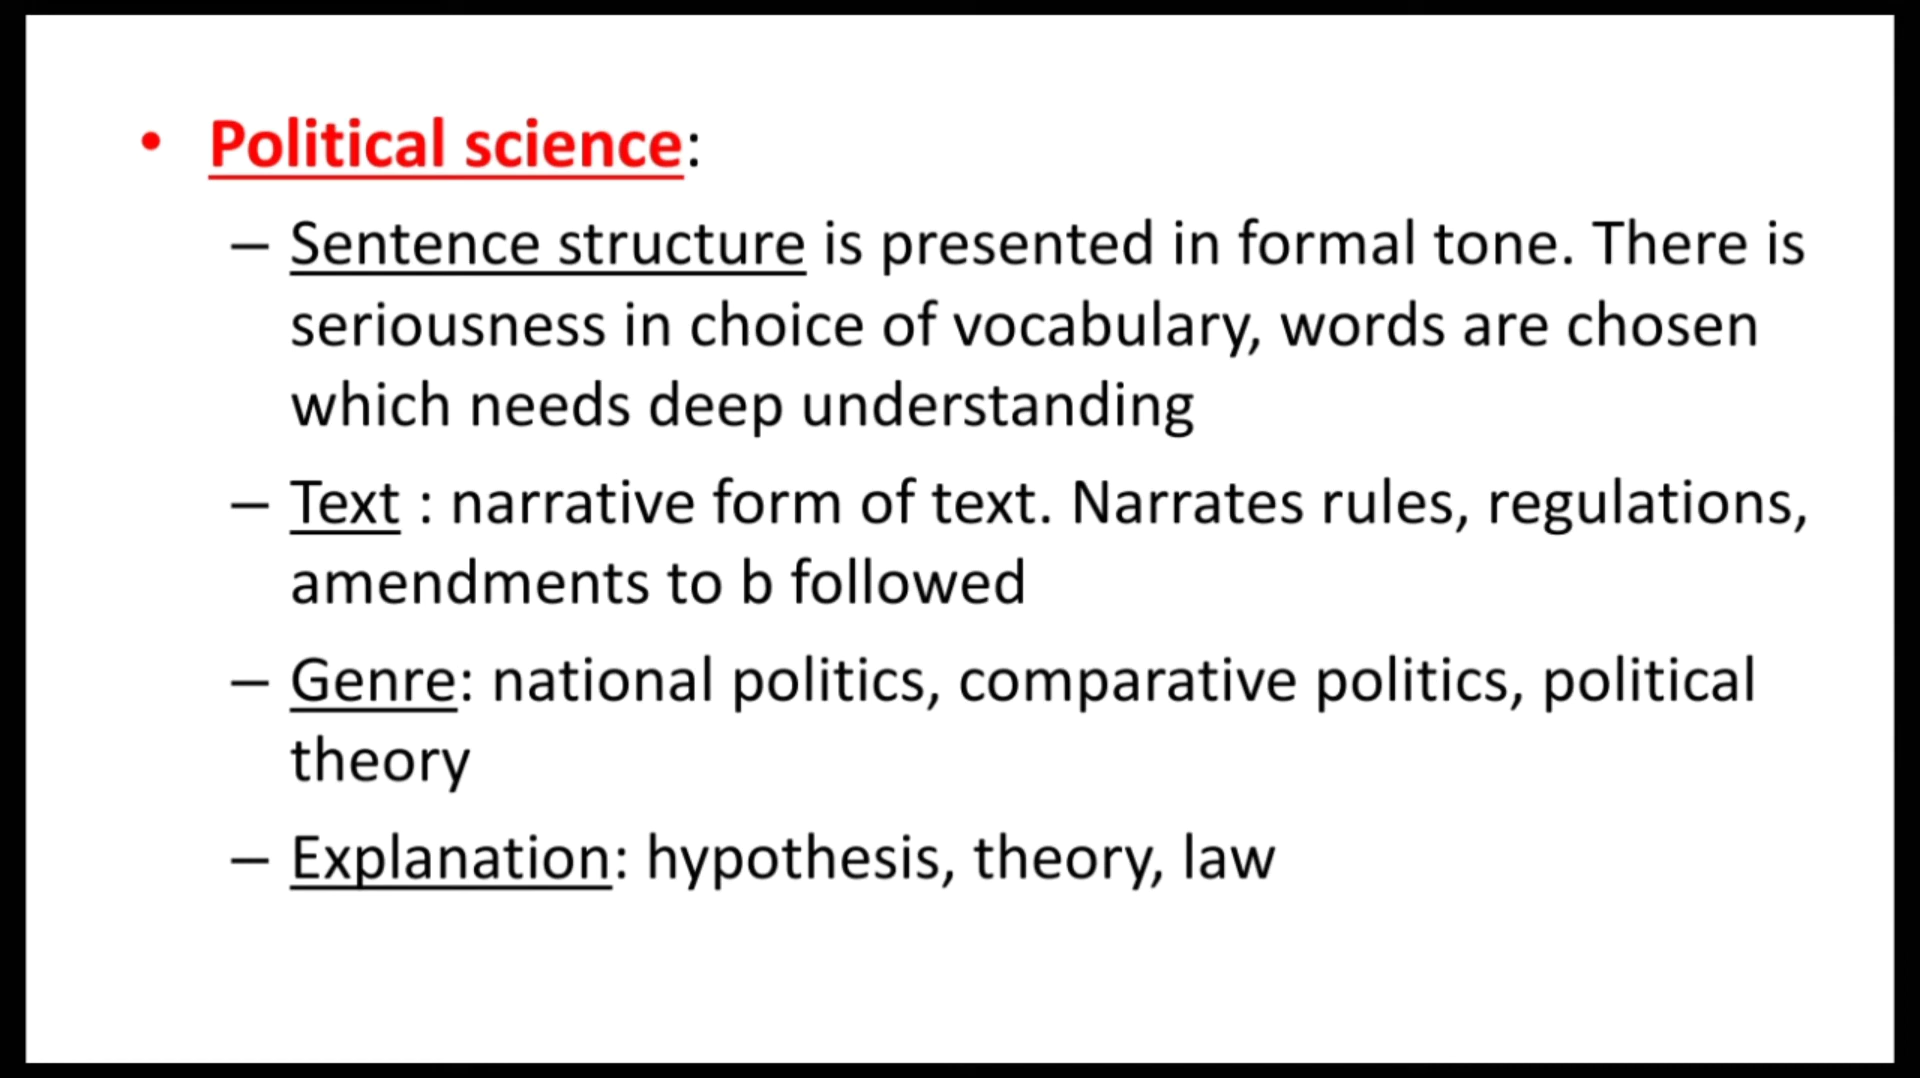 • Political science:
– Sentence structure is presented in formal tone. There is
seriousness in choice of vocabulary, words are chosen
which needs deep understanding
– Text : narrative form of text. Narrates rules, regulations,
amendments to b followed
– Genre: national politics, comparative politics, political
theory
– Explanation: hypothesis, theory, law